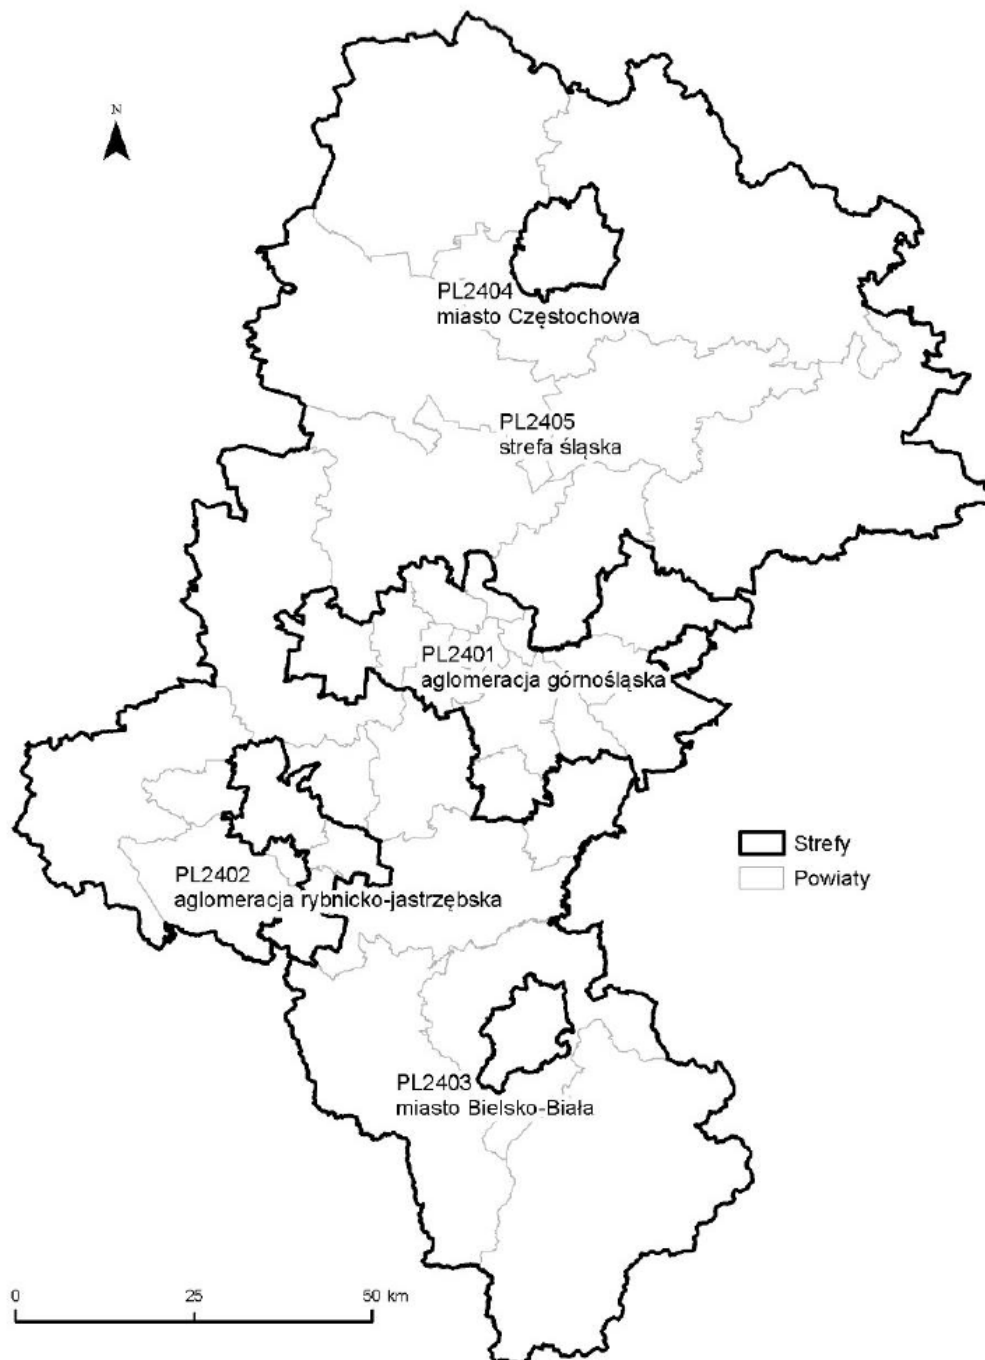 N
PL2404
miasto Częstochowa
PL2405
strefa śląska
PL2401
aglomeracja górnośląska
Strefy
Powiaty
PL2402
aglomeracja rybnicko-jastrzębska
PL2403
miasto Bielsko-Biała
0 25 50 km